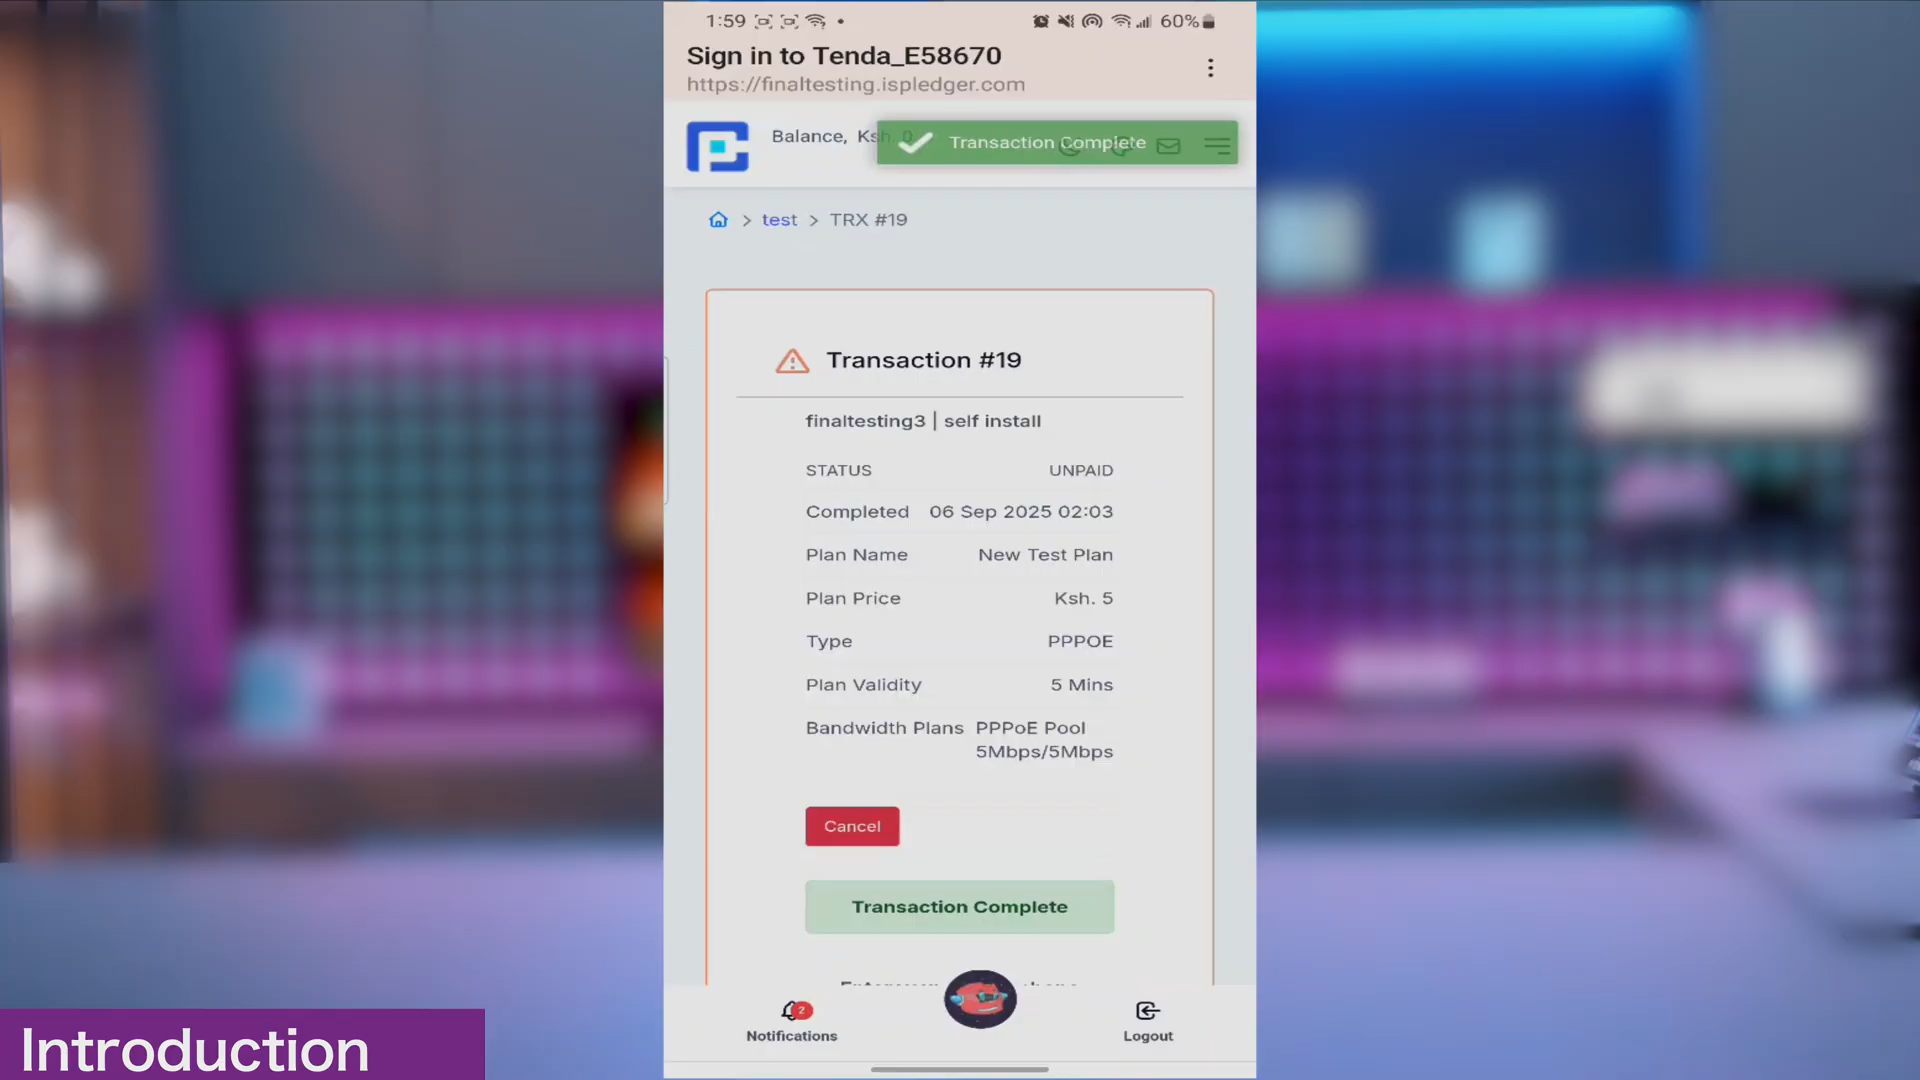 1:59
60%
Sign in to Tenda_E58670
https://finaltesting.ispledger.com
Balance, Ksh. 0
Transaction Complete
test > TRX #19
Transaction #19
finaltesting3 | self install
STATUS UNPAID
Completed 06 Sep 2025 02:03
Plan Name New Test Plan
Plan Price Ksh. 5
Type PPPOE
Plan Validity 5 Mins
Bandwidth Plans PPPoE Pool
5Mbps/5Mbps
Cancel
Transaction Complete
2
Notifications
Logout
Introduction